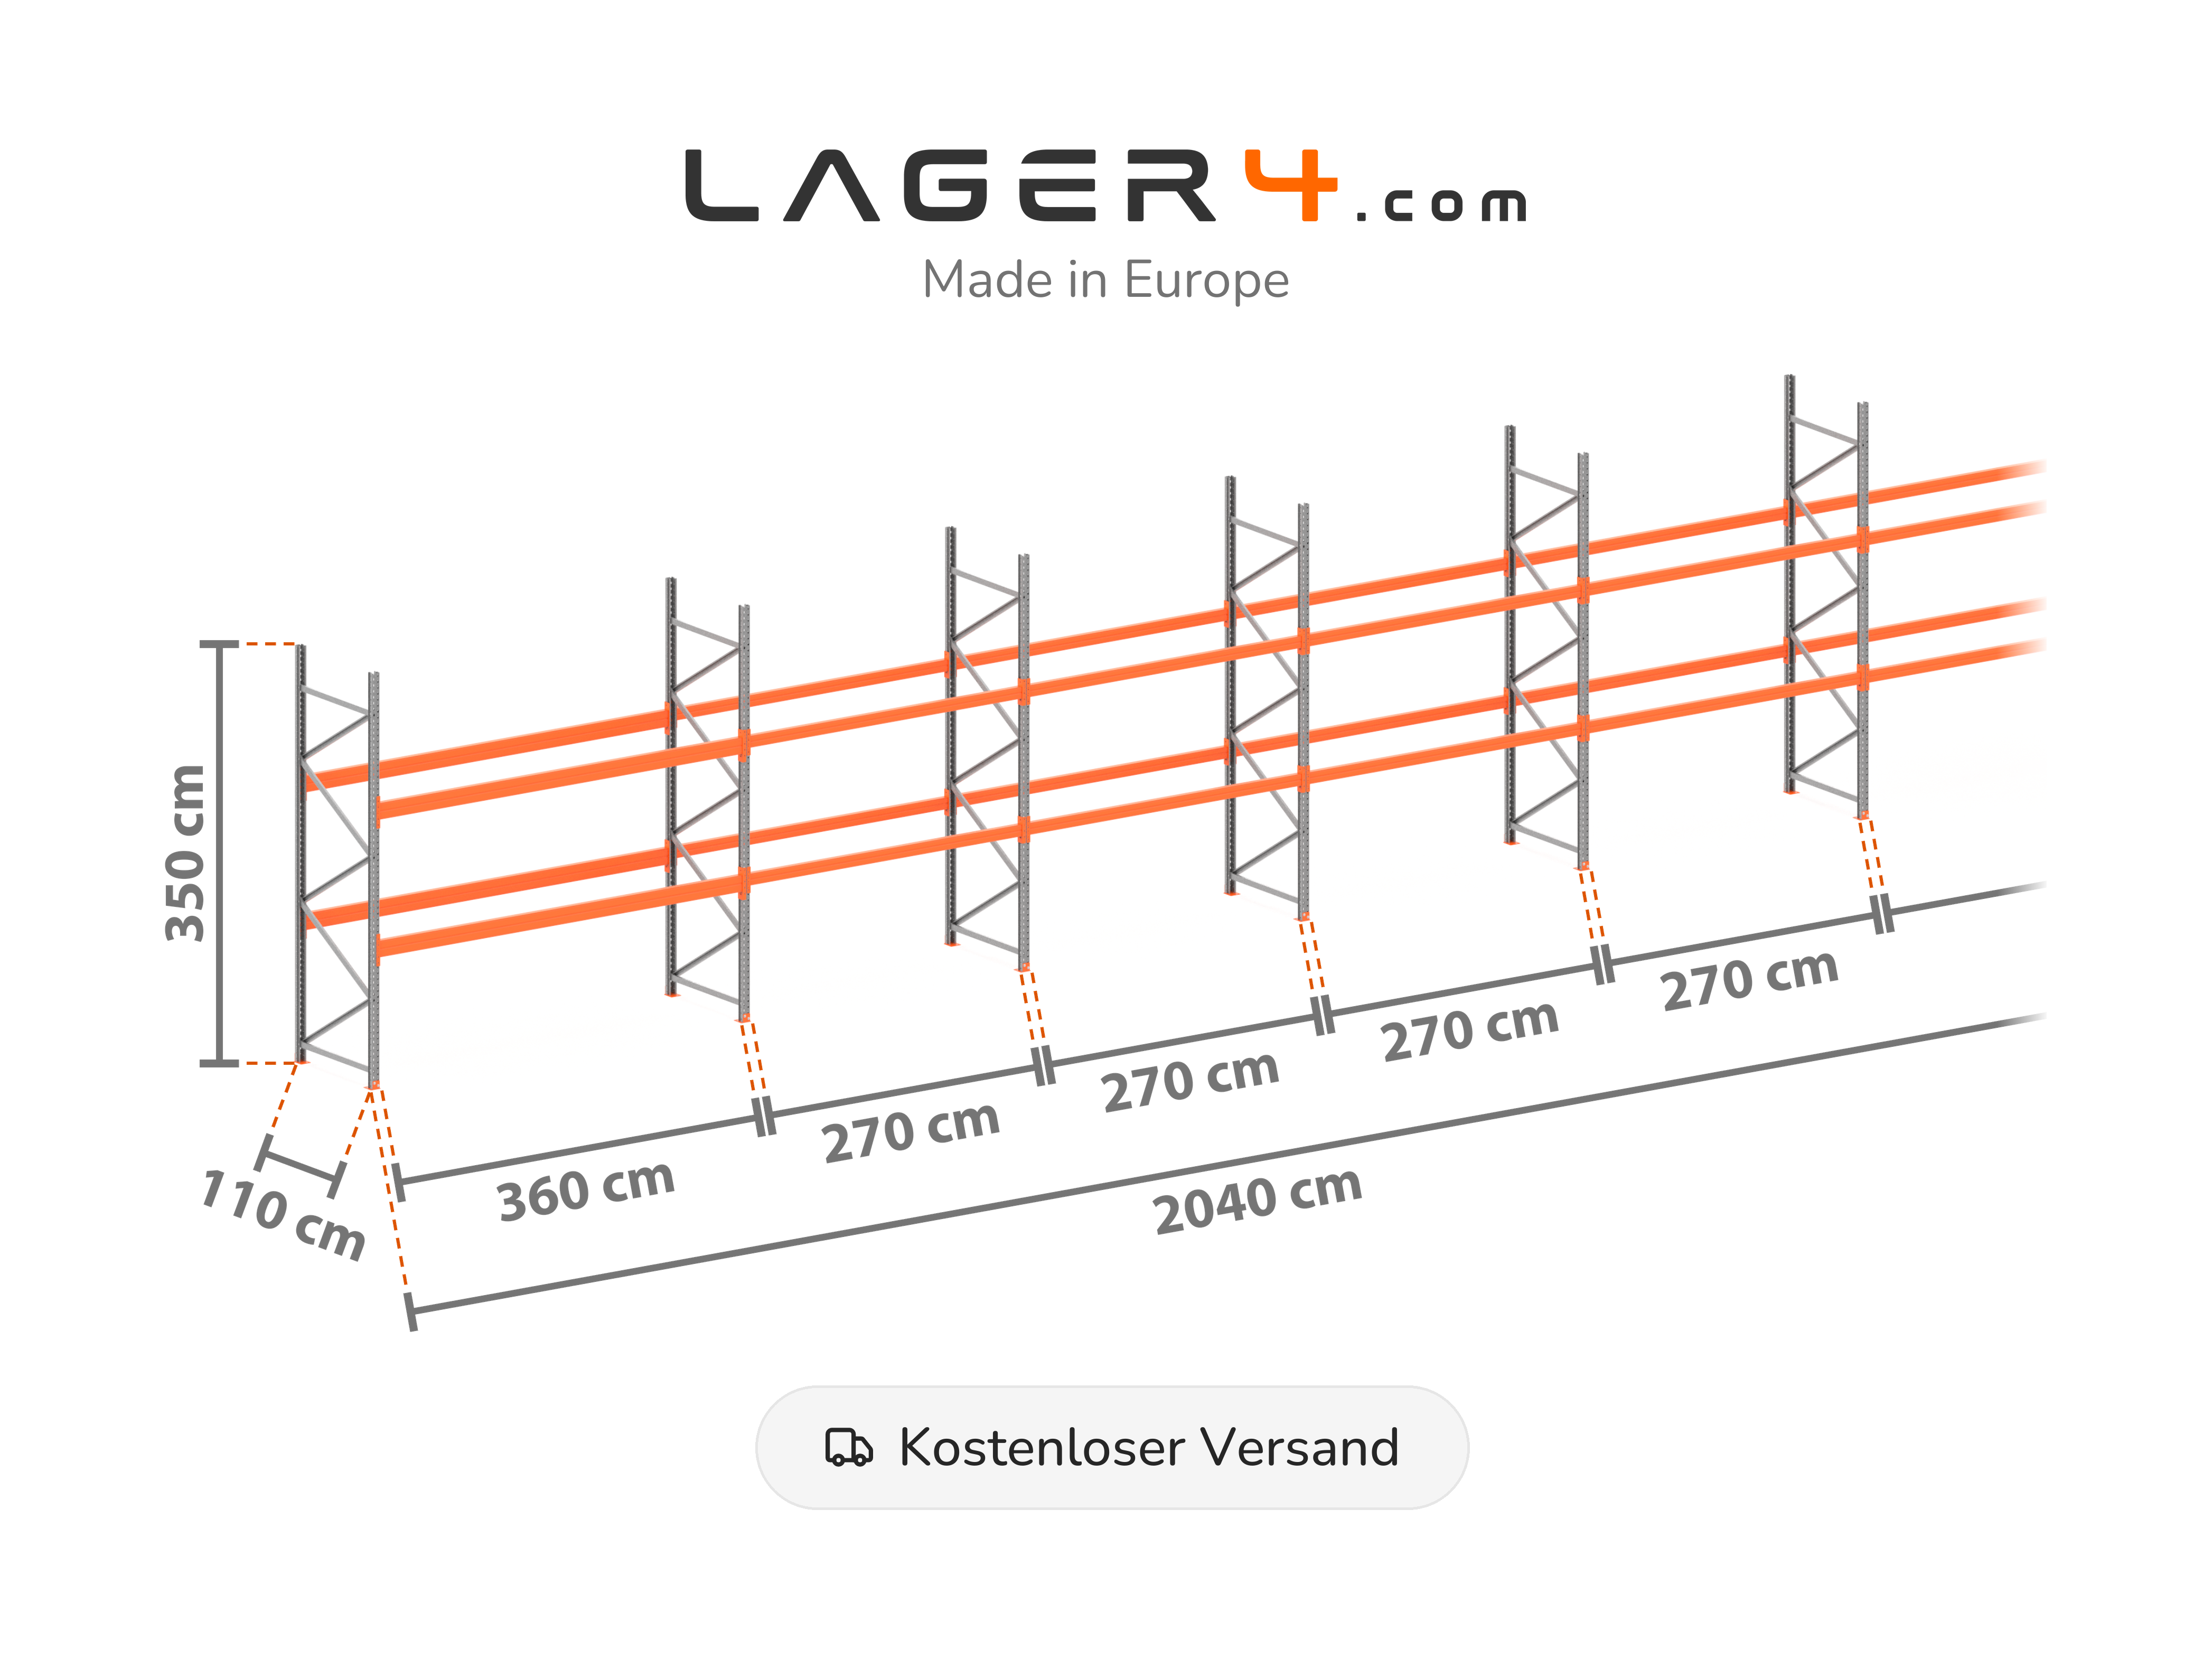 LAGER4.com
Made in Europe
350 cm
110 cm
360 cm
270 cm
270 cm
270 cm
270 cm
2040 cm
Kostenloser Versand